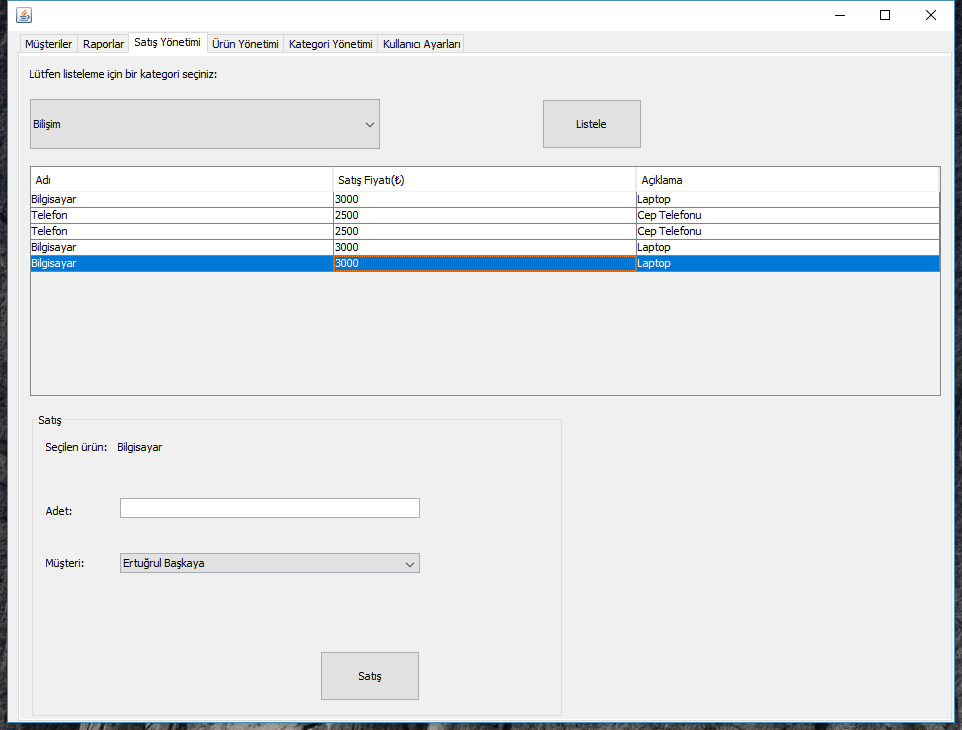 Müşteriler Raporlar Satış Yönetimi Ürün Yönetimi Kategori Yönetimi Kullanıcı Ayarları
Lütfen listeleme için bir kategori seçiniz:
Bilişim Listele
Adı Satış Fiyatı(₺) Açıklama
Bilgisayar 3000 Laptop
Telefon 2500 Cep Telefonu
Telefon 2500 Cep Telefonu
Bilgisayar 3000 Laptop
Bilgisayar 3000 Laptop
Satış
Seçilen ürün: Bilgisayar
Adet:
Müşteri: Ertuğrul Başkaya
Satış